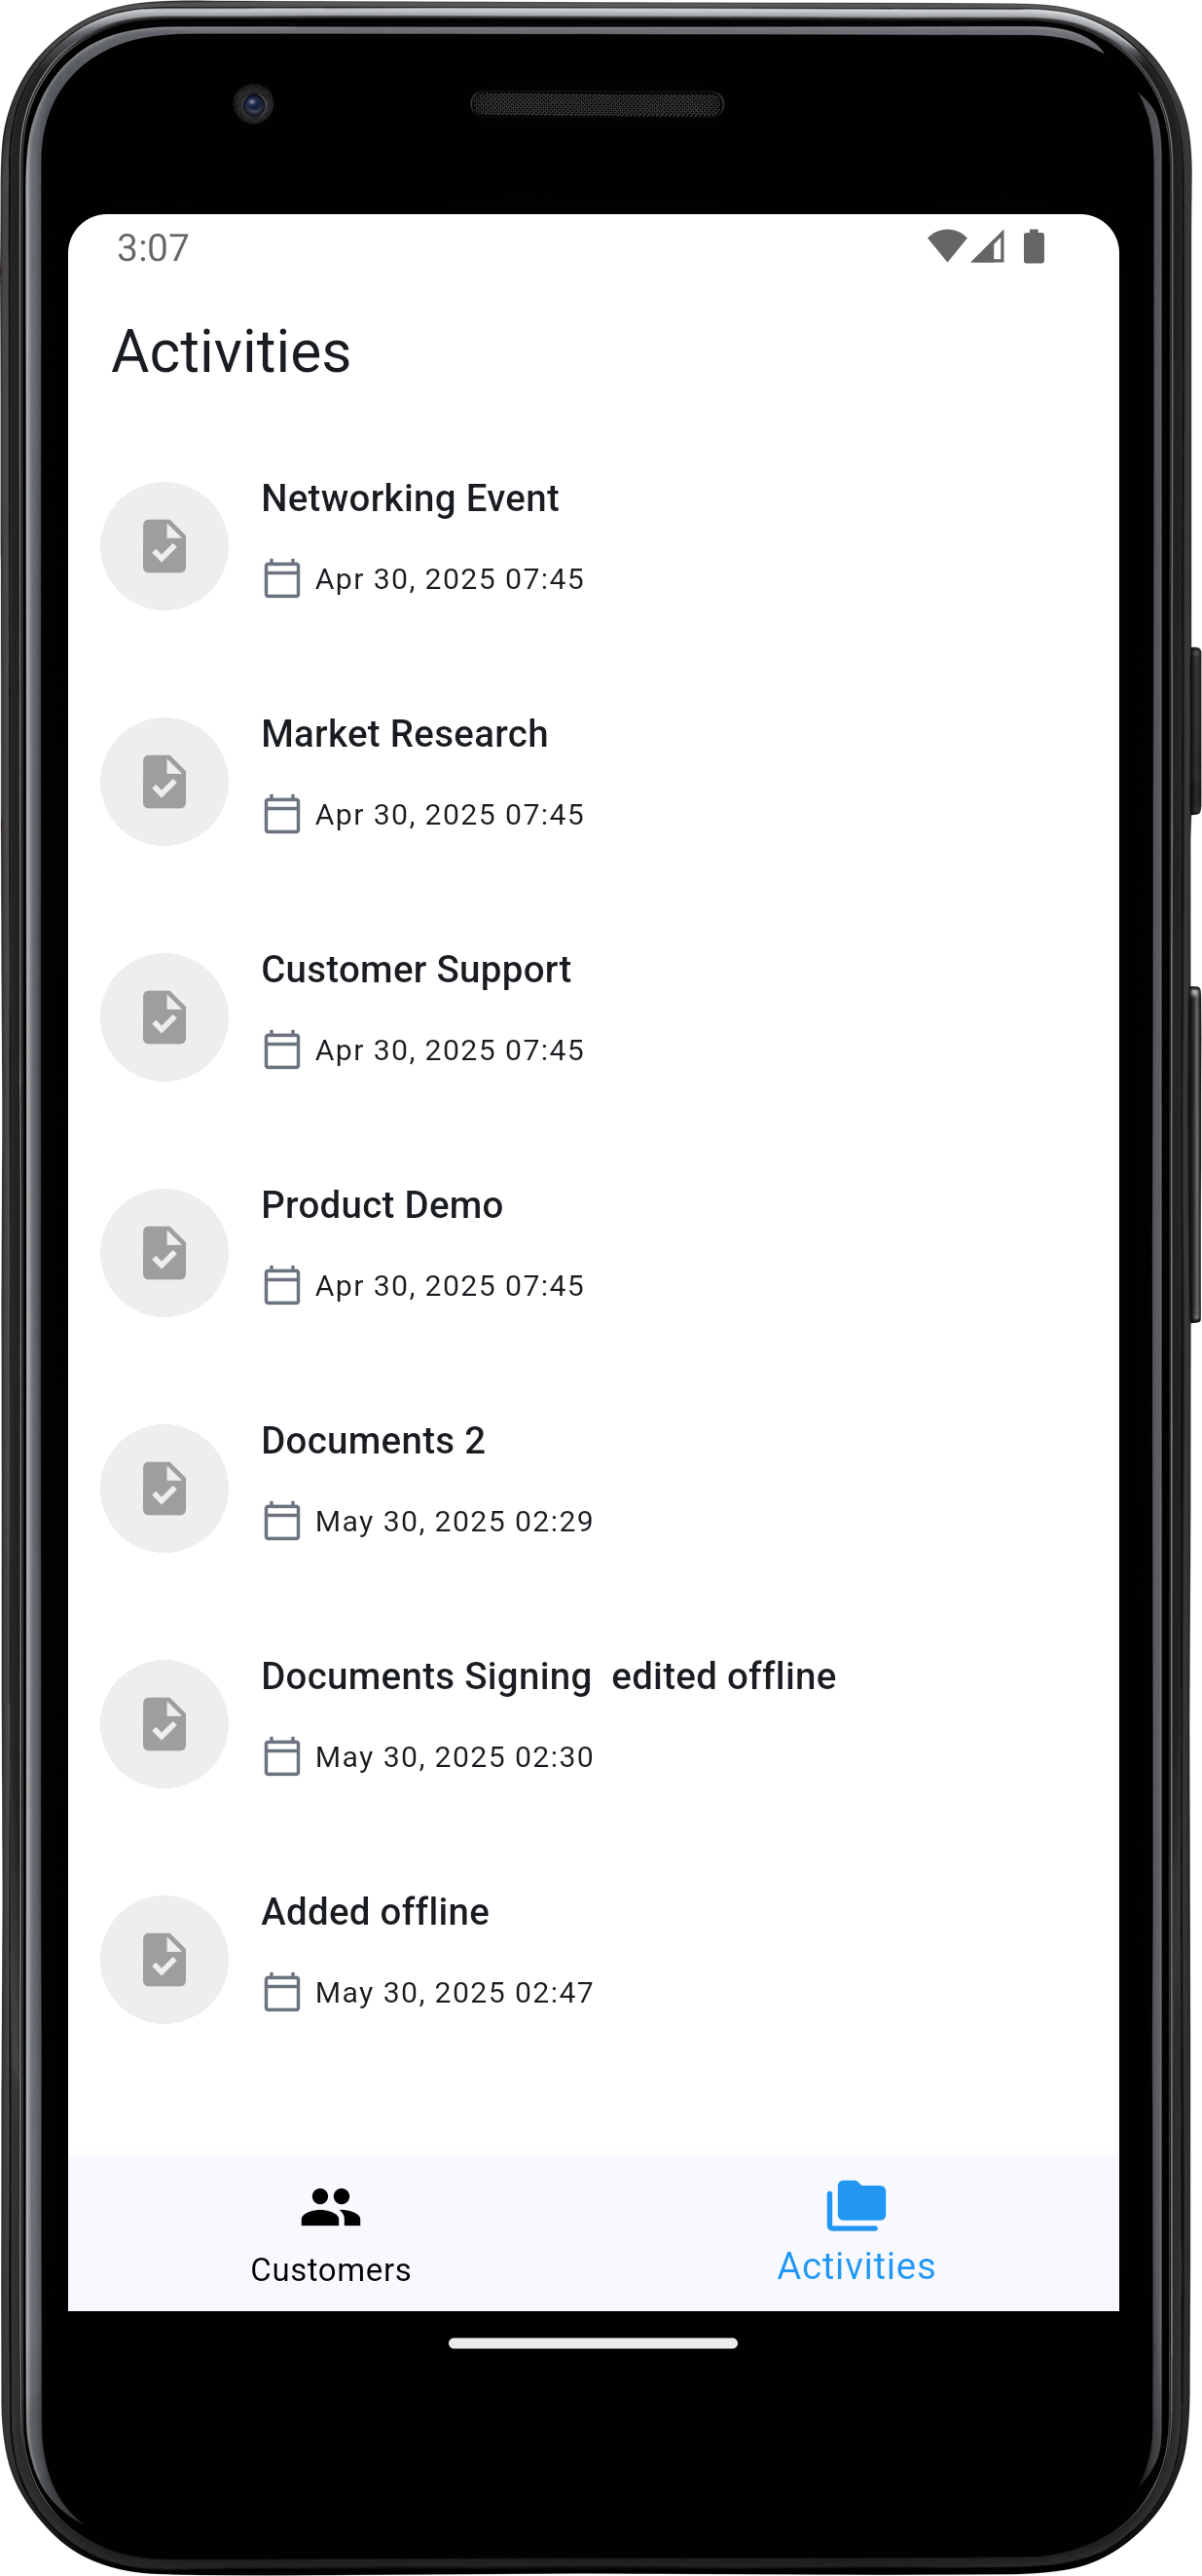 3:07
Activities
Networking Event
Apr 30, 2025 07:45
Market Research
Apr 30, 2025 07:45
Customer Support
Apr 30, 2025 07:45
Product Demo
Apr 30, 2025 07:45
Documents 2
May 30, 2025 02:29
Documents Signing  edited offline
May 30, 2025 02:30
Added offline
May 30, 2025 02:47
Customers
Activities